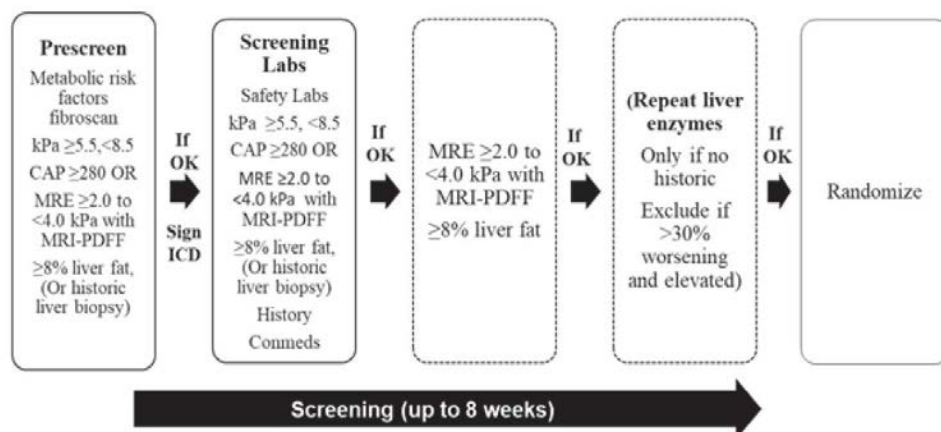 Prescreen
Metabolic risk
factors
fibroscan
kPa ≥5.5,<8.5
CAP ≥280 OR
MRE ≥2.0 to
<4.0 kPa with
MRI-PDFF
≥8% liver fat,
(Or historic
liver biopsy)
If
OK
Sign
ICD
Screening
Labs
Safety Labs
kPa ≥5.5, <8.5
CAP ≥280 OR
MRE ≥2.0 to
<4.0 kPa with
MRI-PDFF
≥8% liver fat,
(Or historic
liver biopsy)
History
Conmeds
If
OK
MRE ≥2.0 to
<4.0 kPa with
MRI-PDFF
≥8% liver fat
If
OK
(Repeat liver
enzymes
Only if no
historic
Exclude if
>30%
worsening
and elevated)
If
OK
Randomize
Screening (up to 8 weeks)